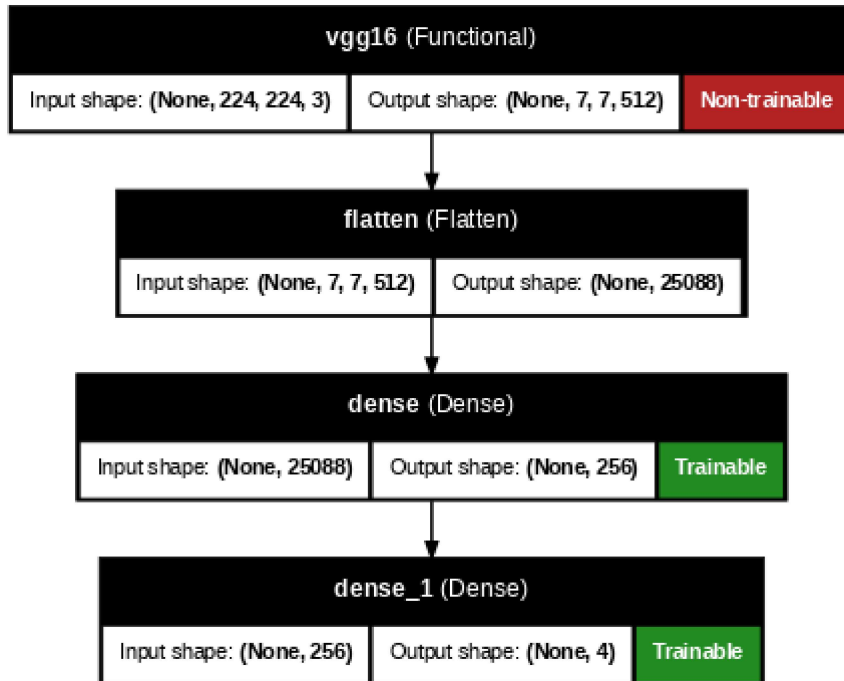 vgg16 (Functional)
Input shape: (None, 224, 224, 3) Output shape: (None, 7, 7, 512) Non-trainable
flatten (Flatten)
Input shape: (None, 7, 7, 512) Output shape: (None, 25088)
dense (Dense)
Input shape: (None, 25088) Output shape: (None, 256) Trainable
dense_1 (Dense)
Input shape: (None, 256) Output shape: (None, 4) Trainable